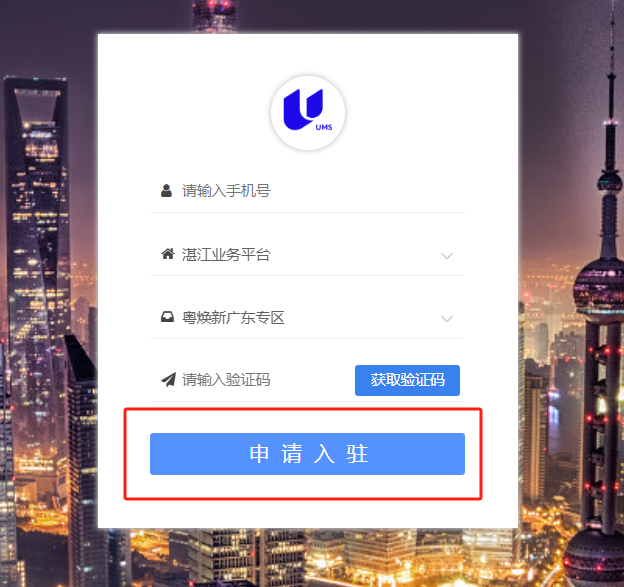 UMS
请输入手机号
湛江业务平台
粤焕新广东专区
请输入验证码
获取验证码
申请入驻